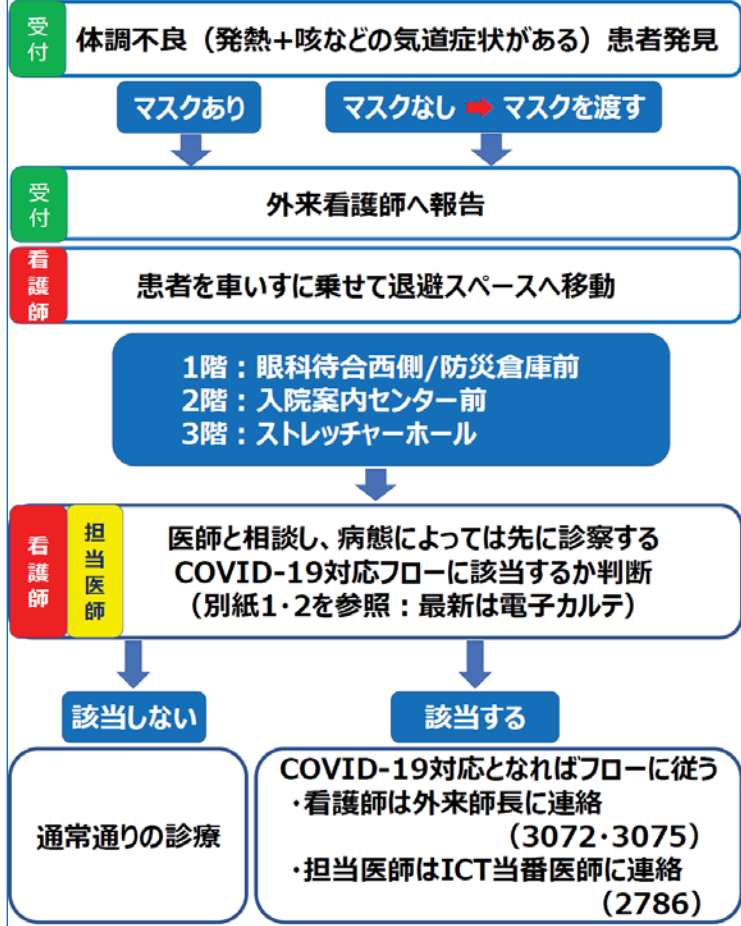 受付
体調不良（発熱+咳などの気道症状がある）患者発見
マスクあり
マスクなし ➡ マスクを渡す
受付
外来看護師へ報告
看護師
患者を車いすに乗せて退避スペースへ移動
1階：眼科待合西側/防災倉庫前
2階：入院案内センター前
3階：ストレッチャーホール
看護師
担当医師
医師と相談し、病態によっては先に診察する
COVID-19対応フローに該当するか判断
（別紙1・2を参照：最新は電子カルテ）
該当しない
該当する
通常通りの診療
COVID-19対応となればフローに従う
・看護師は外来師長に連絡
（3072・3075）
・担当医師はICT当番医師に連絡
（2786）